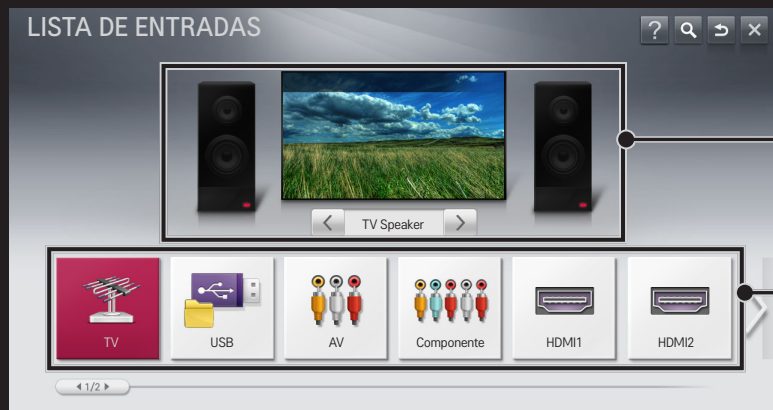 LISTA DE ENTRADAS
?
TV Speaker
TV
USB
AV
Componente
HDMI1
HDMI2
1/2